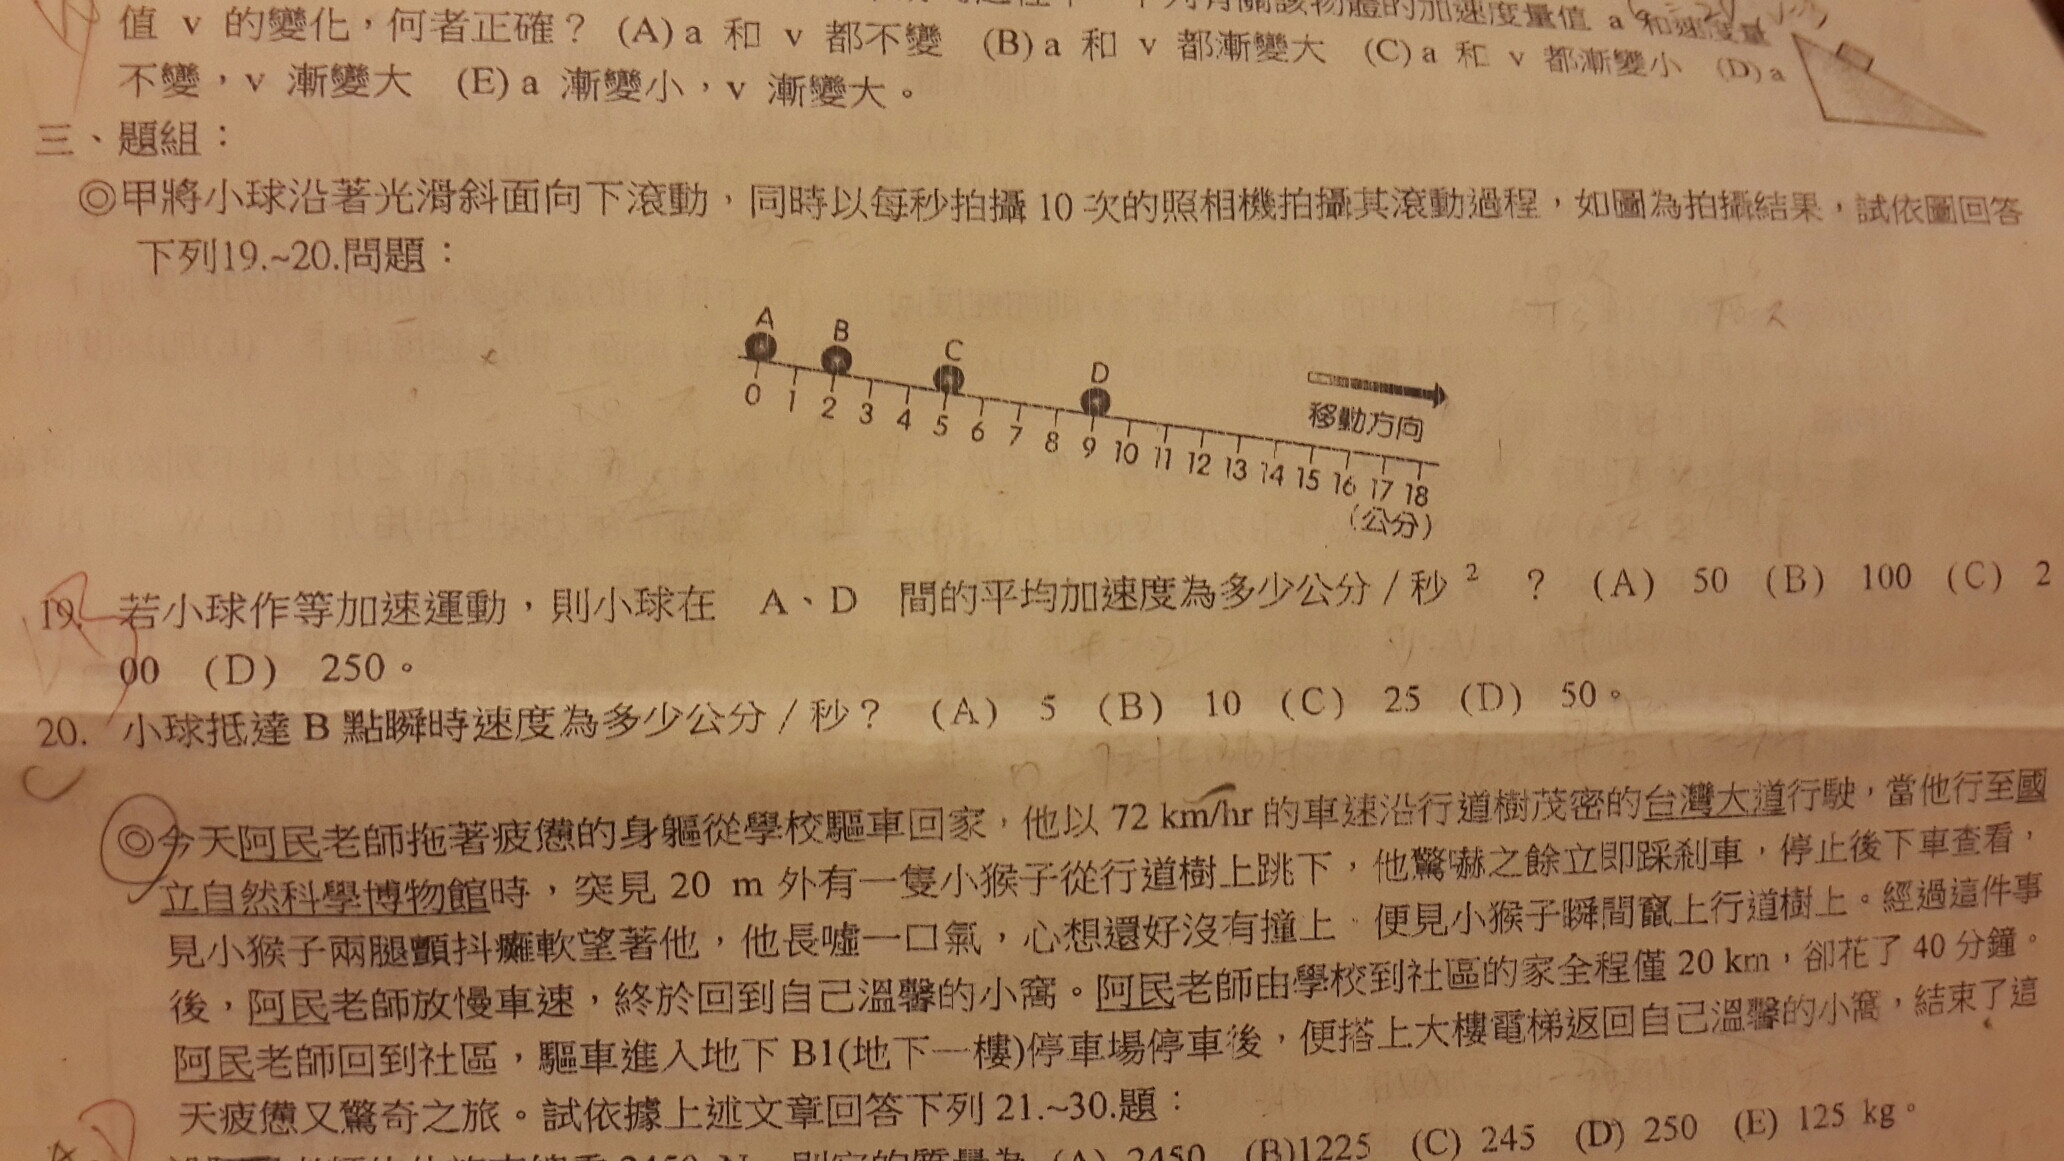 的加速度量值 a 和速度量
值 v 的變化，何者正確？ (A) a 和 v 都不變 (B) a 和 v 都漸變大 (C) a 和 v 都漸變小 (D) a
不變，v 漸變大 (E) a 漸變小，v 漸變大。
三、題組：
◎甲將小球沿著光滑斜面向下滾動，同時以每秒拍攝 10 次的照相機拍攝其滾動過程，如圖為拍攝結果，試依圖回答
下列19.~20.問題：
A B C D
0 1 2 3 4 5 6 7 8 9 10 11 12 13 14 15 16 17 18
移動方向
(公分)
19. 若小球作等加速運動，則小球在 A、D 間的平均加速度為多少公分／秒² ？ (A) 50 (B) 100 (C) 2
00 (D) 250。
20. 小球抵達 B 點瞬時速度為多少公分／秒？ (A) 5 (B) 10 (C) 25 (D) 50。
C
◎今天阿民老師拖著疲憊的身軀從學校驅車回家，他以 72 km/hr 的車速沿行道樹茂密的台灣大道行駛，當他行至國
立自然科學博物館時，突見 20 m 外有一隻小猴子從行道樹上跳下，他驚嚇之餘立即踩剎車，停止後下車查看，
見小猴子兩腿顫抖癱軟望著他，他長噓一口氣，心想還好沒有撞上。便見小猴子瞬間竄上行道樹上。經過這件事
後，阿民老師放慢車速，終於回到自己溫馨的小窩。阿民老師由學校到社區的家全程僅 20 km，卻花了 40 分鐘。
阿民老師回到社區，驅車進入地下 B1(地下一樓)停車場停車後，便搭上大樓電梯返回自己溫馨的小窩，結束了這
天疲憊又驚奇之旅。試依據上述文章回答下列 21.~30.題：
2450 (A) 2450 (B)1225 (C) 245 (D) 250 (E) 125 kg。